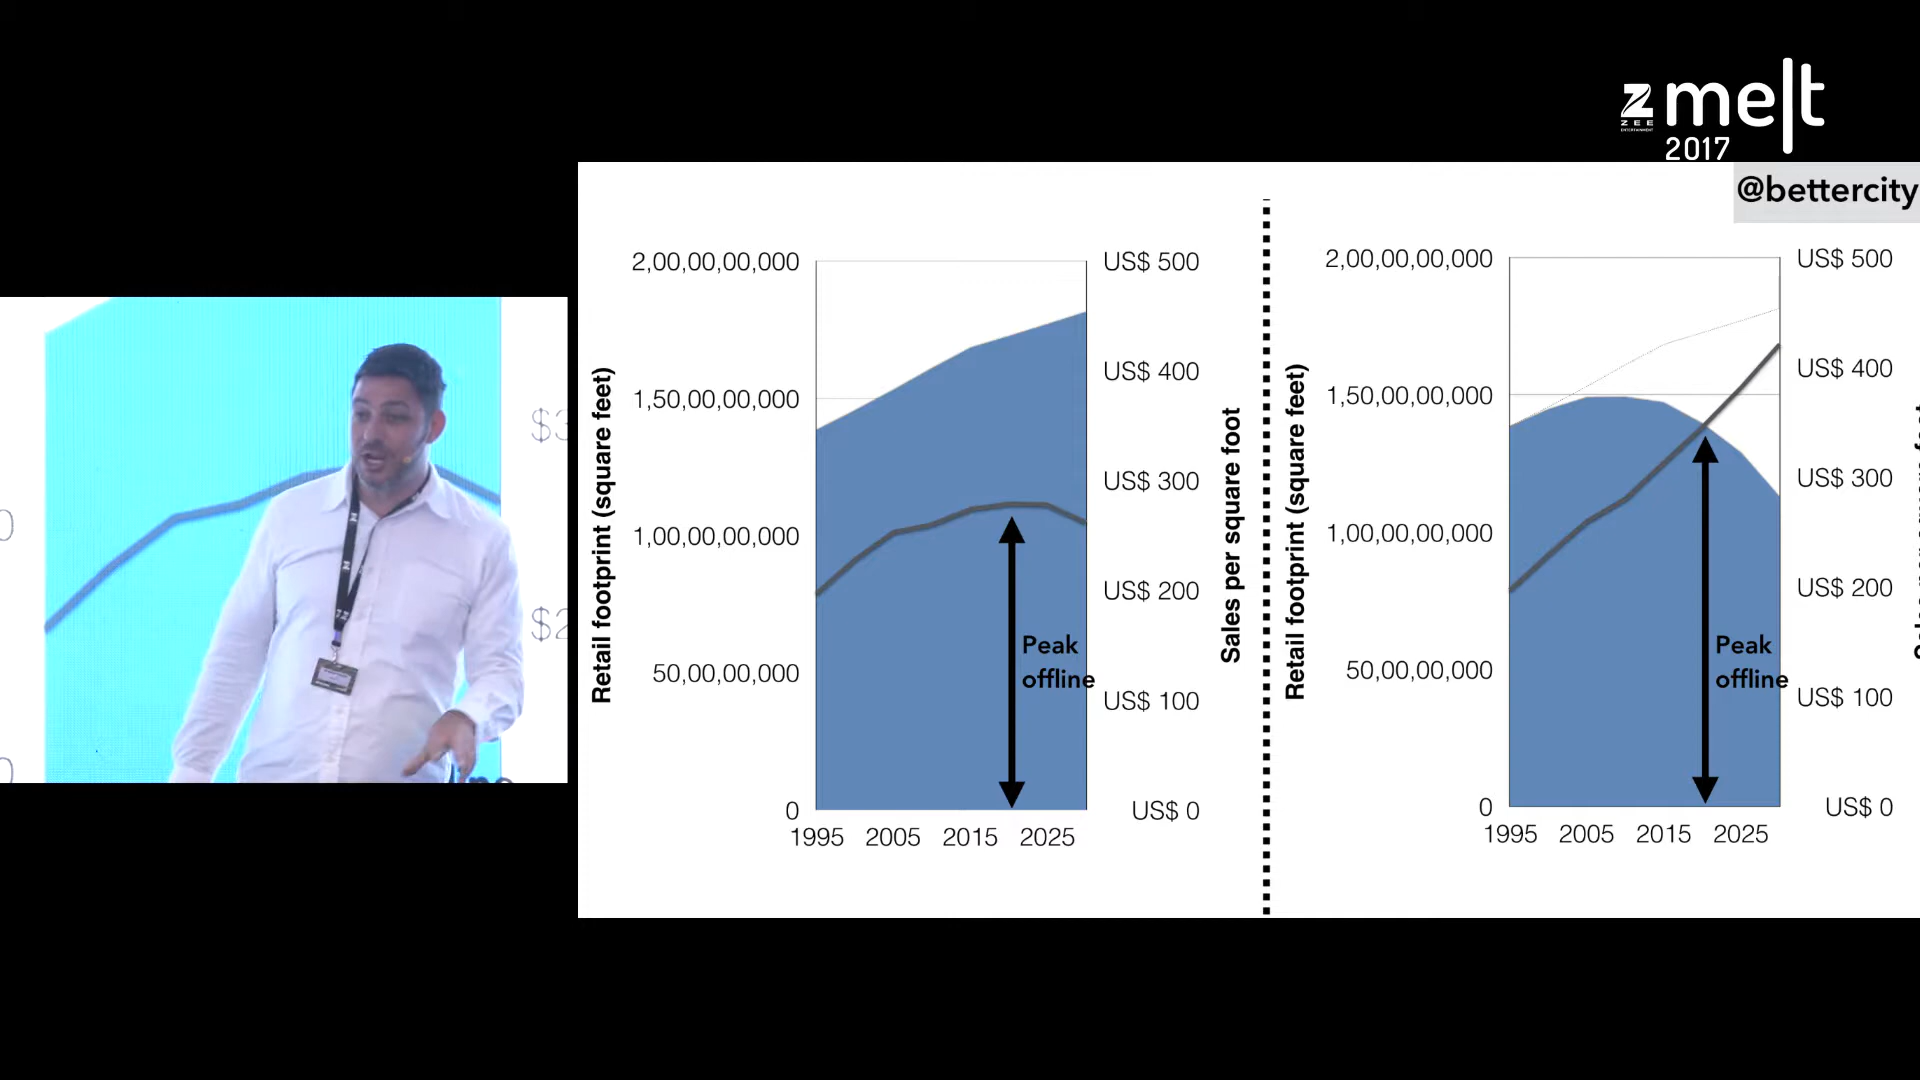 ZEE
ENTERTAINMENT
melt
2017
@bettercity
2,00,00,00,000
1,50,00,00,000
1,00,00,00,000
50,00,00,000
0
Retail footprint (square feet)
US$ 500
US$ 400
US$ 300
US$ 200
US$ 100
US$ 0
Sales per square foot
1995 2005 2015 2025
Peak
offline
2,00,00,00,000
1,50,00,00,000
1,00,00,00,000
50,00,00,000
0
Retail footprint (square feet)
US$ 500
US$ 400
US$ 300
US$ 200
US$ 100
US$ 0
1995 2005 2015 2025
Peak
offline